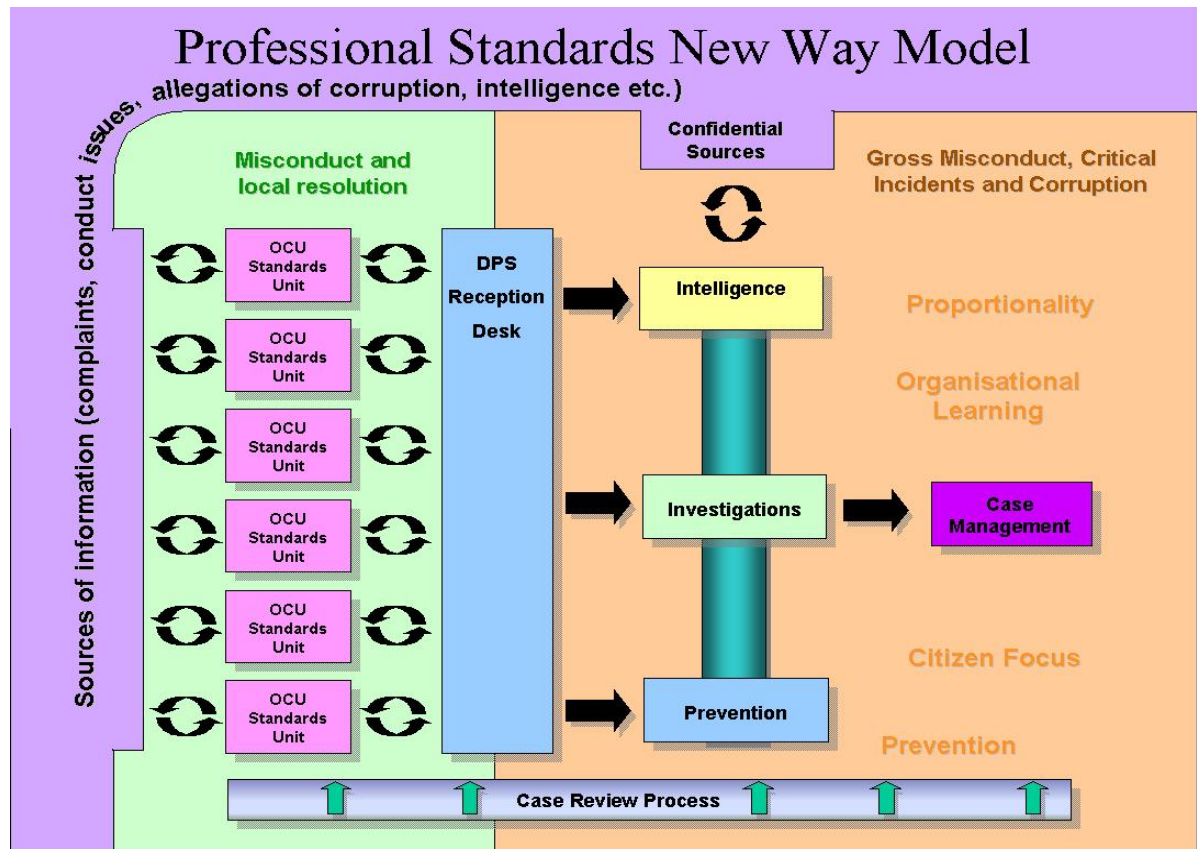 Professional Standards New Way Model
Sources of information (complaints, conduct issues, allegations of corruption, intelligence etc.)
Misconduct and
local resolution
Confidential
Sources
Gross Misconduct, Critical
Incidents and Corruption
OCU
Standards
Unit
OCU
Standards
Unit
OCU
Standards
Unit
OCU
Standards
Unit
OCU
Standards
Unit
OCU
Standards
Unit
DPS
Reception
Desk
Intelligence
Investigations
Prevention
Case
Management
Proportionality
Organisational
Learning
Citizen Focus
Prevention
Case Review Process